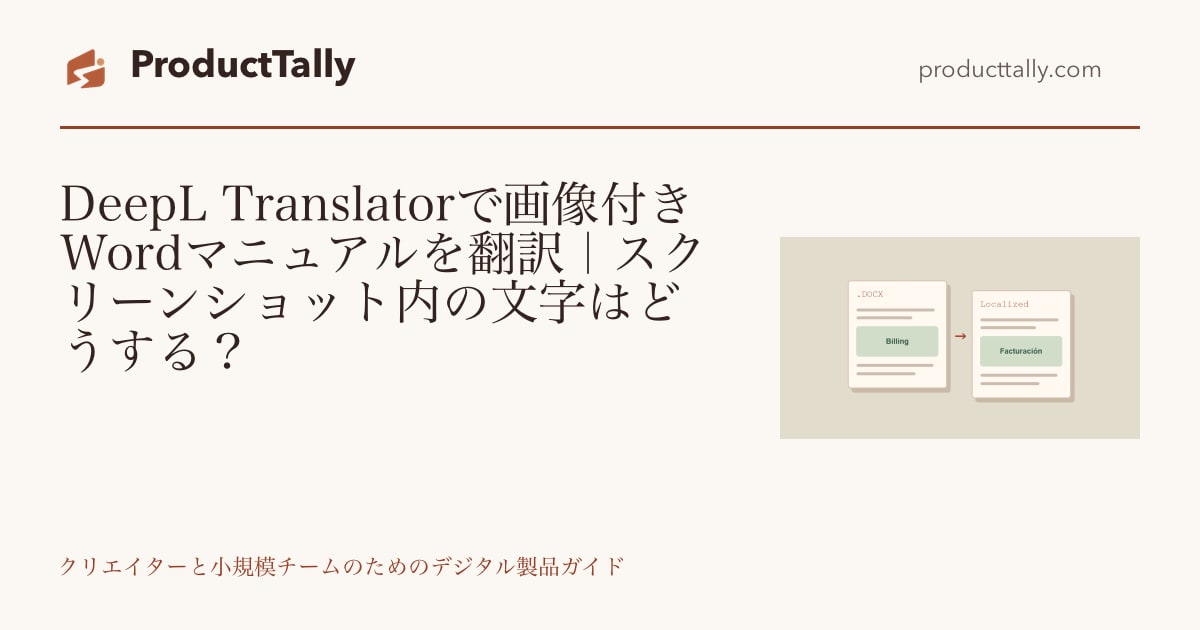 ProductTally
producttally.com
DeepL Translatorで画像付き
Wordマニュアルを翻訳｜スク
リーンショット内の文字はど
うする？
.DOCX
Billing
→
Localized
Facturación
クリエイターと小規模チームのためのデジタル製品ガイド